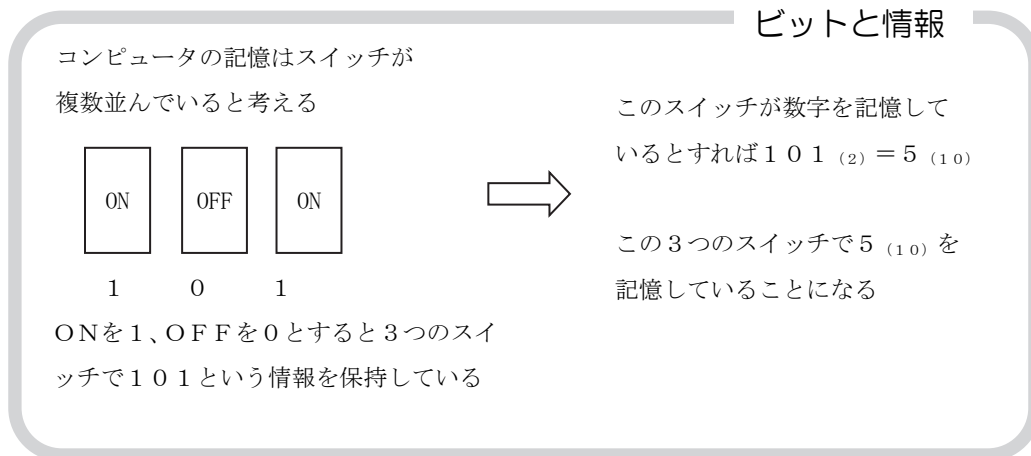 ビットと情報
コンピュータの記憶はスイッチが
複数並んでいると考える
ON OFF ON
1 0 1
ONを1、OFFを0とすると3つのスイ
ッチで101という情報を保持している
このスイッチが数字を記憶して
いるとすれば101(2)=5(10)
この3つのスイッチで5(10)を
記憶していることになる